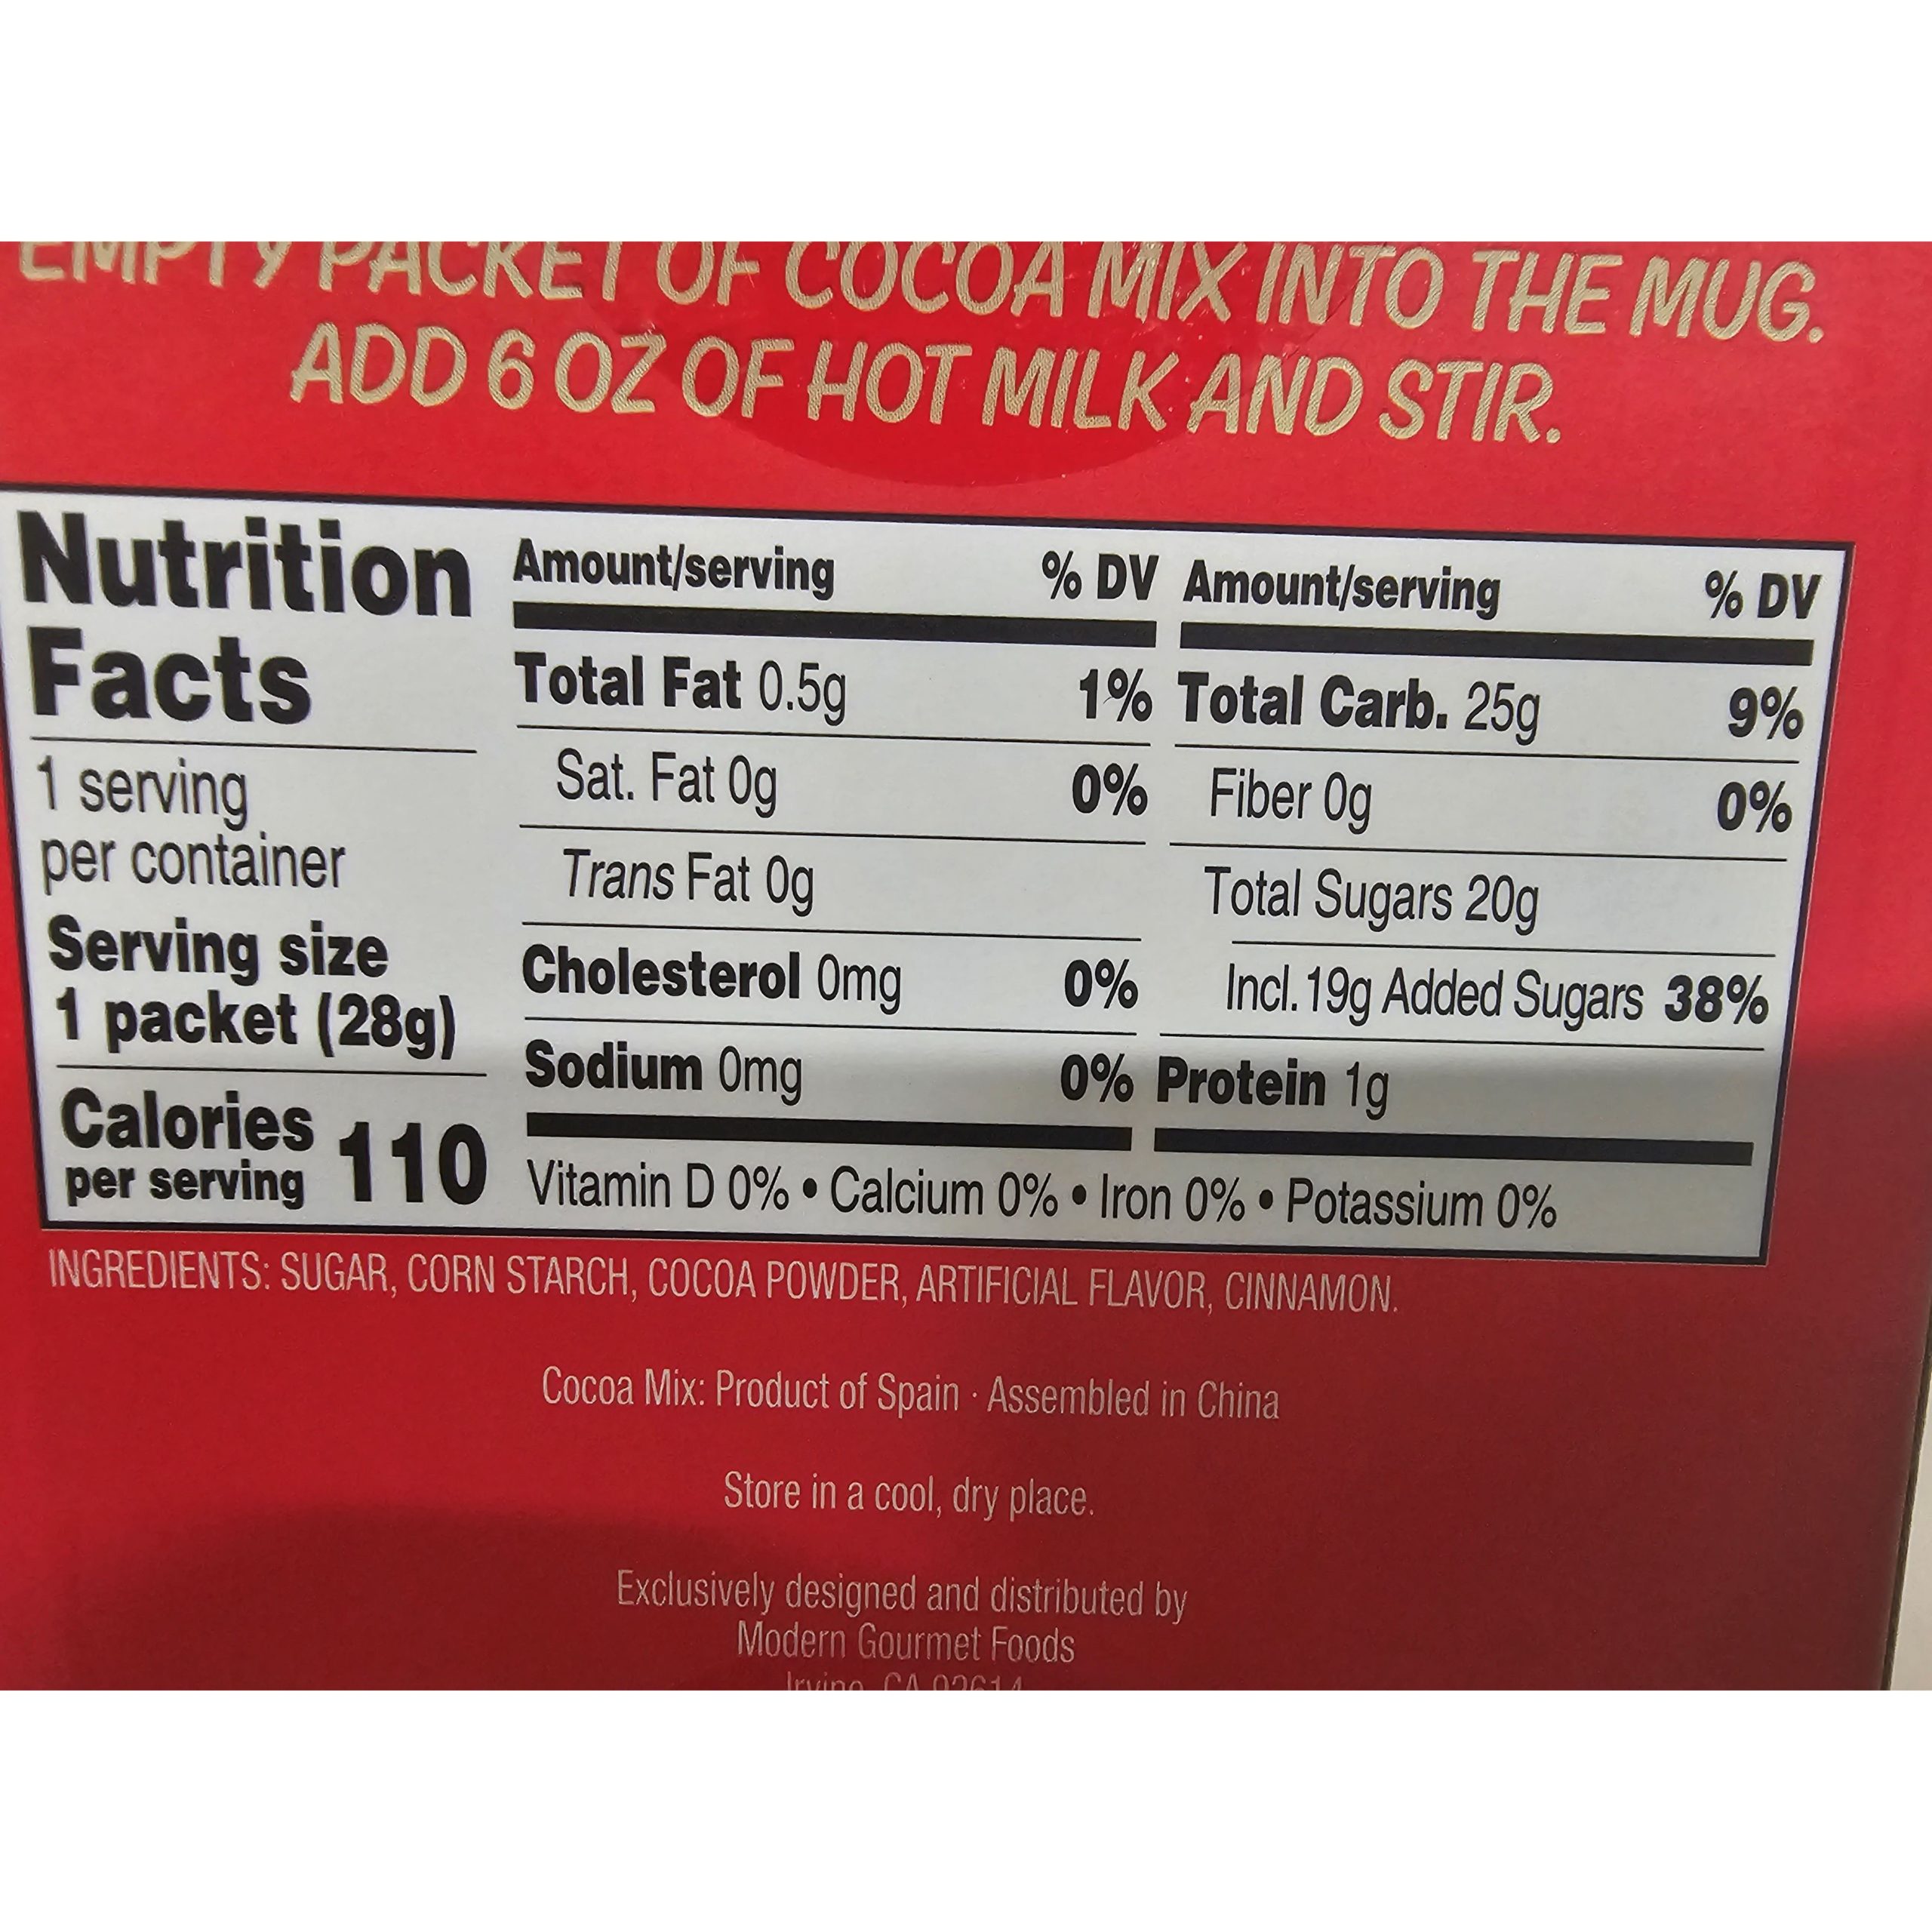 EMPTY PACKET OF COCOA MIX INTO THE MUG.
ADD 6 OZ OF HOT MILK AND STIR.
Nutrition
Facts
1 serving
per container
Serving size
1 packet (28g)
Calories
per serving 110
Amount/serving % DV
Total Fat 0.5g 1%
Sat. Fat 0g 0%
Trans Fat 0g
Cholesterol 0mg 0%
Sodium 0mg 0%
Amount/serving % DV
Total Carb. 25g 9%
Fiber 0g 0%
Total Sugars 20g
Incl. 19g Added Sugars 38%
Protein 1g
Vitamin D 0% • Calcium 0% • Iron 0% • Potassium 0%
INGREDIENTS: SUGAR, CORN STARCH, COCOA POWDER, ARTIFICIAL FLAVOR, CINNAMON.
Cocoa Mix: Product of Spain · Assembled in China
Store in a cool, dry place.
Exclusively designed and distributed by
Modern Gourmet Foods
Irvine, CA 92614